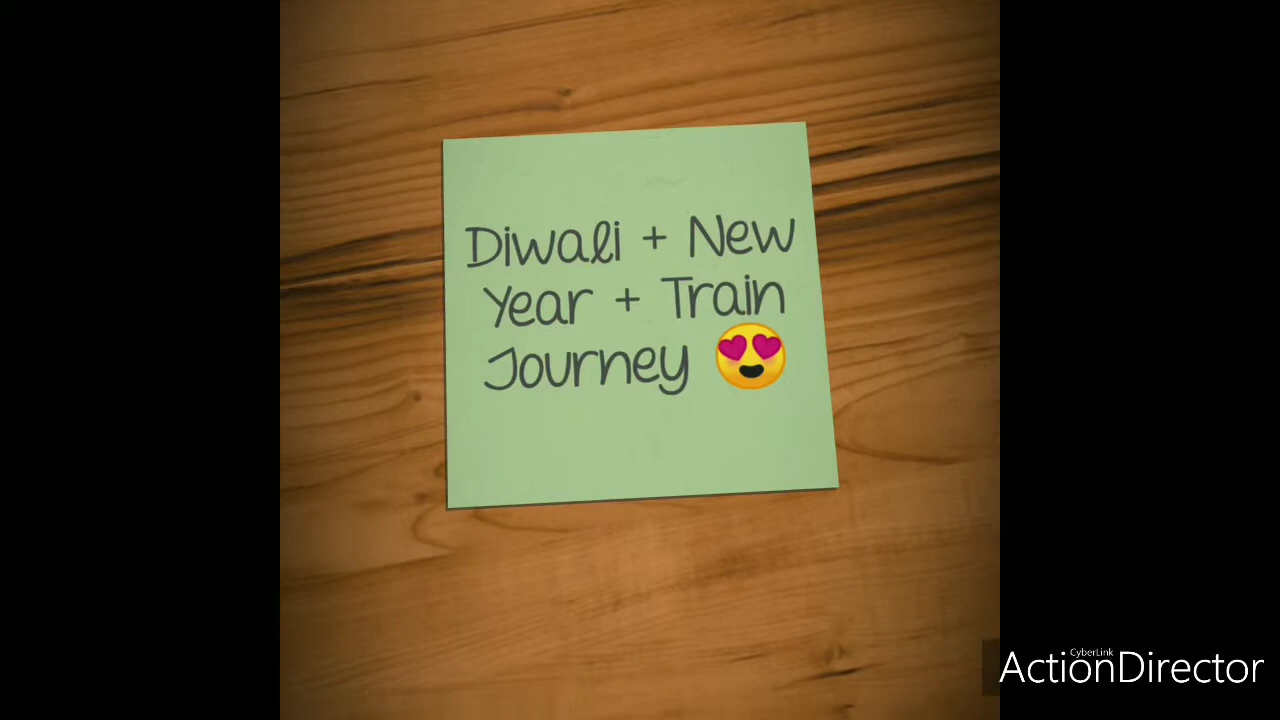 Diwali + New
Year + Train
Journey 😍
CyberLink
ActionDirector